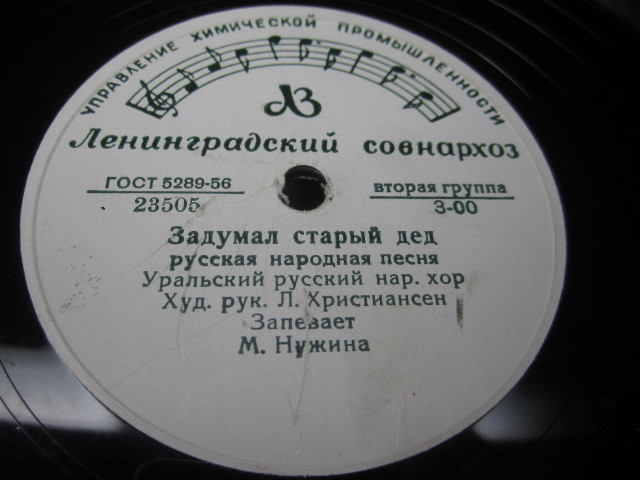 УПРАВЛЕНИЕ ХИМИЧЕСКОЙ ПРОМЫШЛЕННОСТИ
ЛЗ
Ленинградский совнархоз
ГОСТ 5289-56 вторая группа
23505 3-00
Задумал старый дед
русская народная песня
Уральский русский нар. хор
Худ. рук. Л. Христиансен
Запевает
М. Нужина